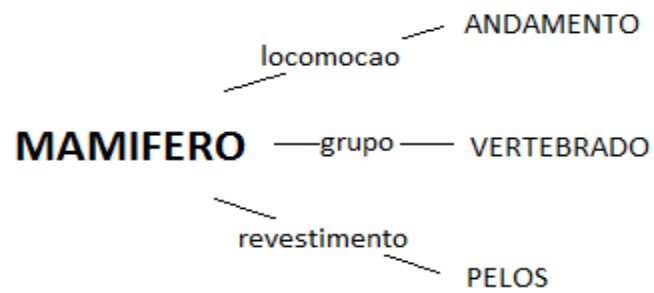 ANDAMENTO
locomocao
MAMIFERO
grupo
VERTEBRADO
revestimento
PELOS